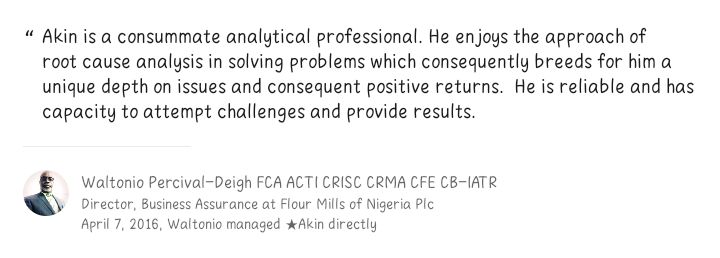 “ Akin is a consummate analytical professional. He enjoys the approach of
root cause analysis in solving problems which consequently breeds for him a
unique depth on issues and consequent positive returns.  He is reliable and has
capacity to attempt challenges and provide results.
Waltonio Percival-Deigh FCA ACTI CRISC CRMA CFE CB-IATR
Director, Business Assurance at Flour Mills of Nigeria Plc
April 7, 2016, Waltonio managed ★Akin directly